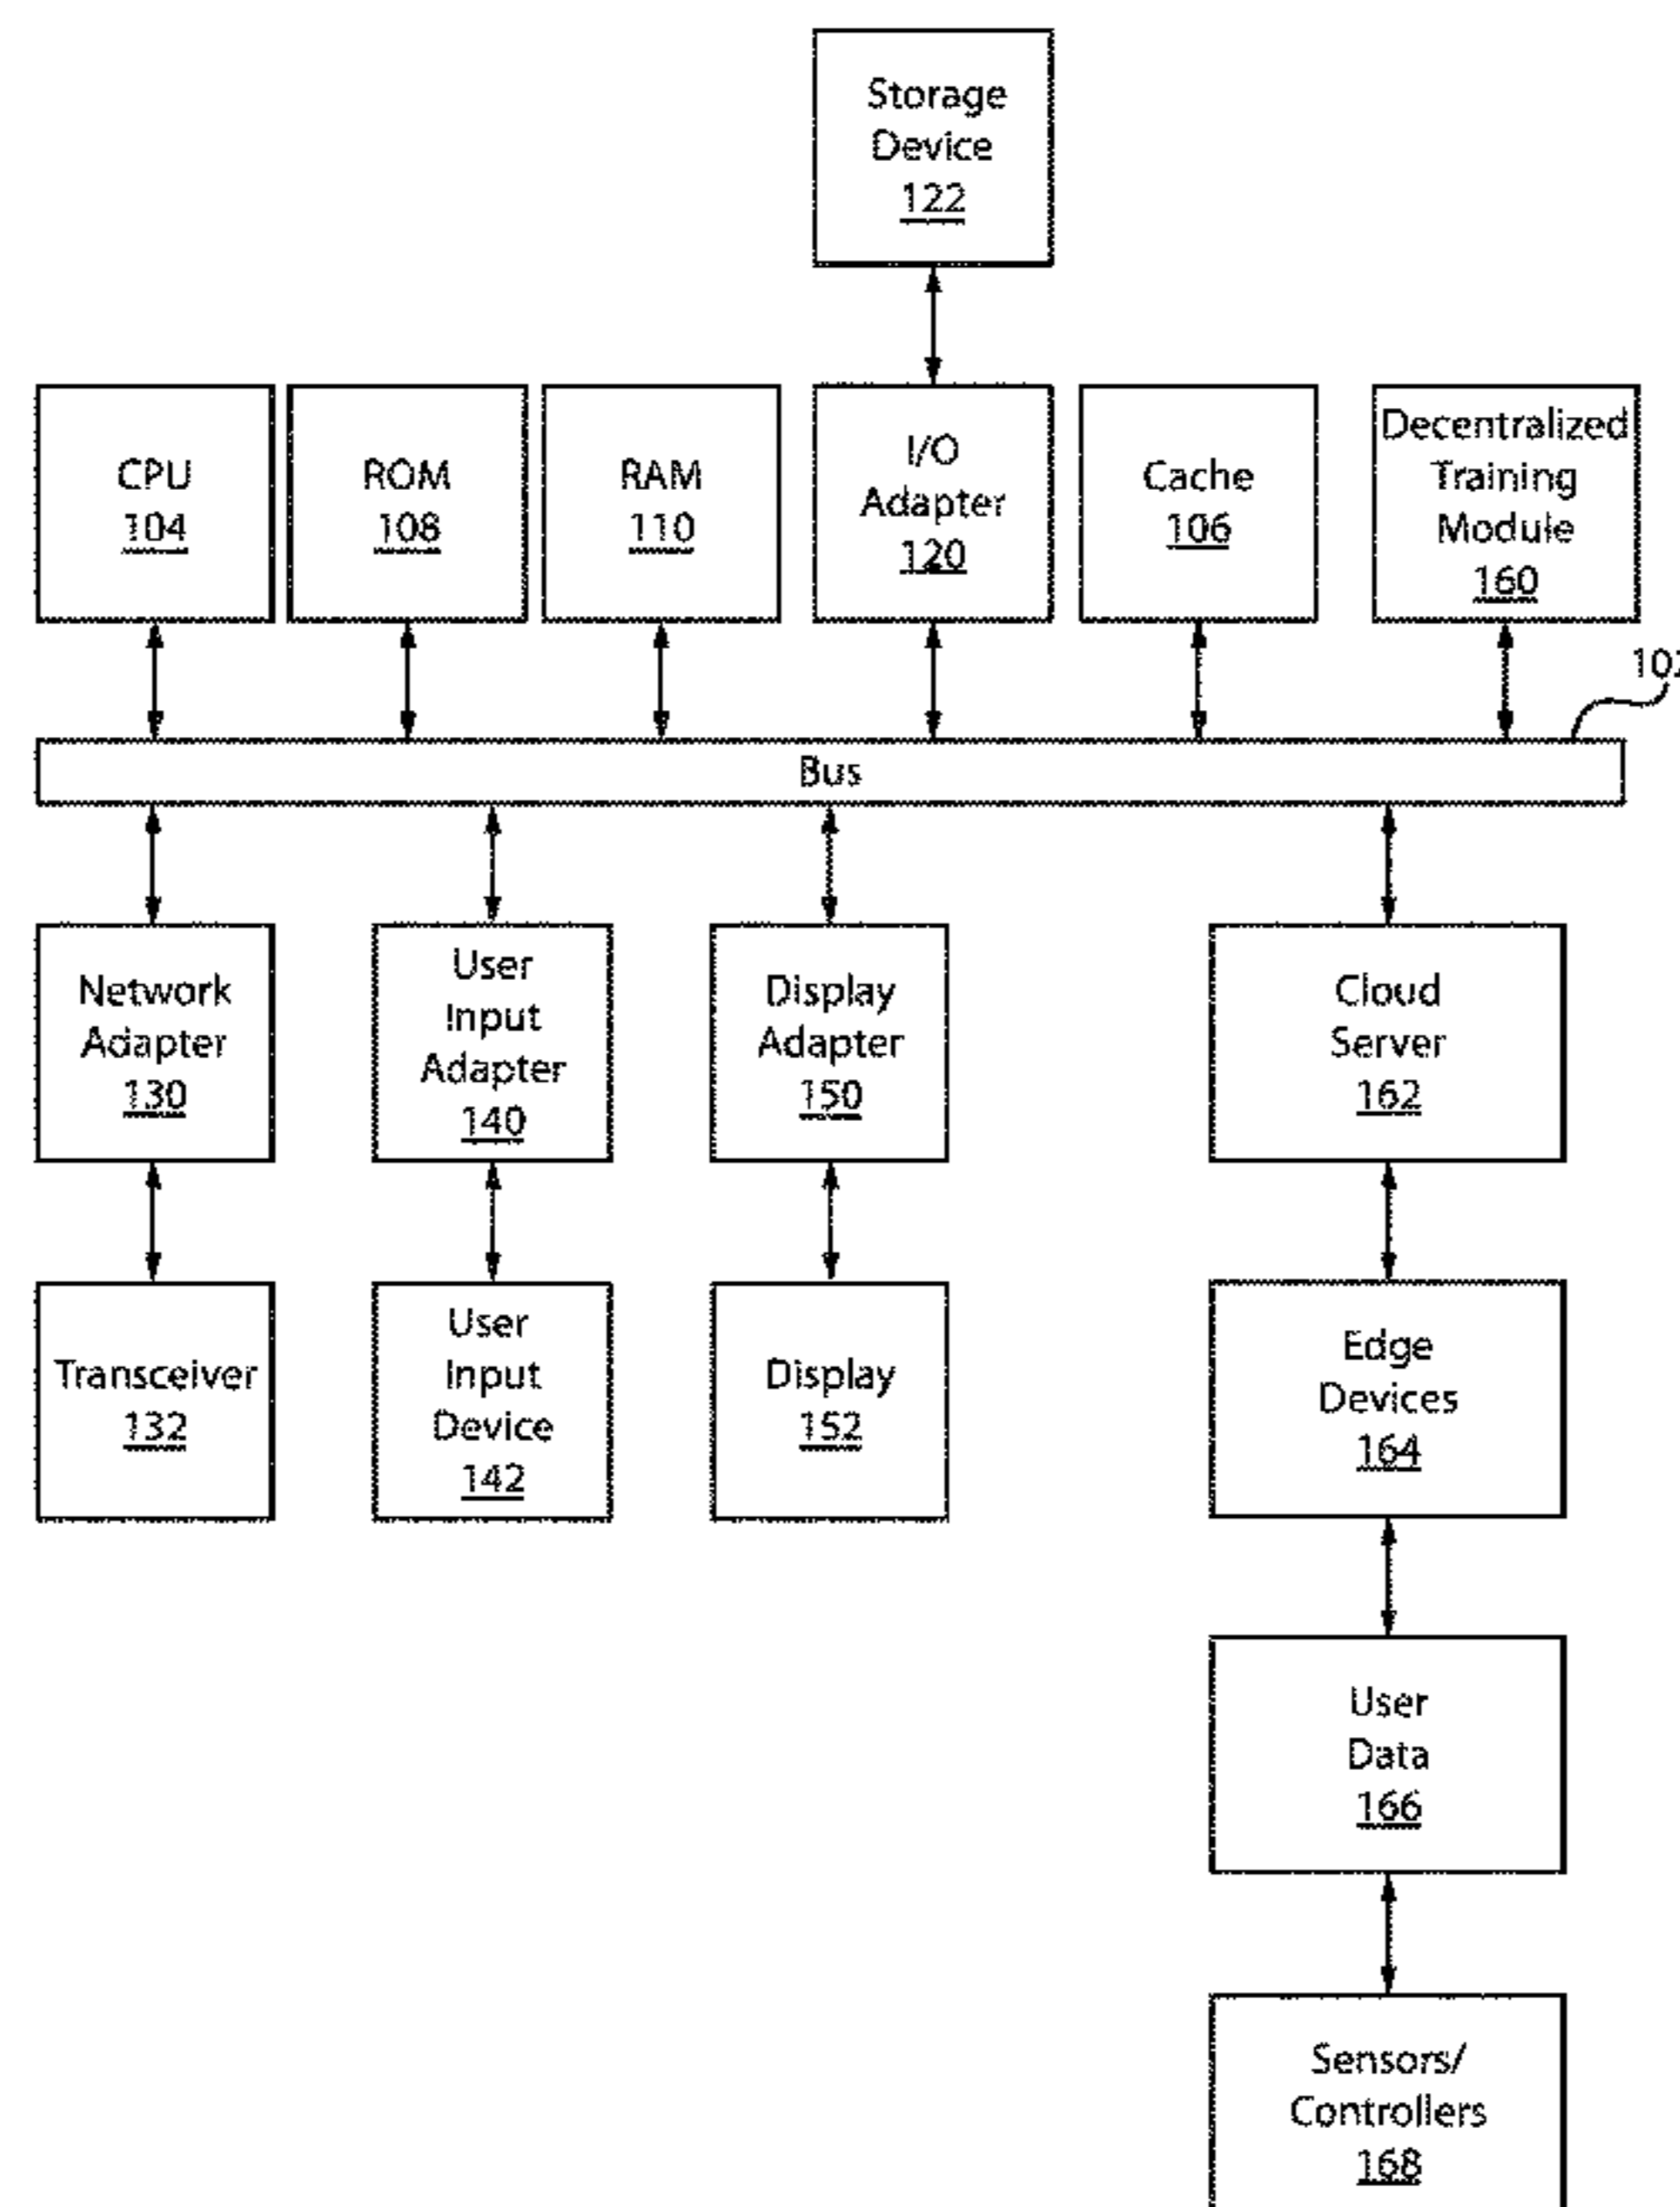 Storage
Device
122
CPU
104
ROM
108
RAM
110
I/O
Adapter
120
Cache
106
Decentralized
Training
Module
160
102
Bus
Network
Adapter
130
User
Input
Adapter
140
Display
Adapter
150
Cloud
Server
162
Transceiver
132
User
Input
Device
142
Display
152
Edge
Devices
164
User
Data
166
Sensors/
Controllers
168